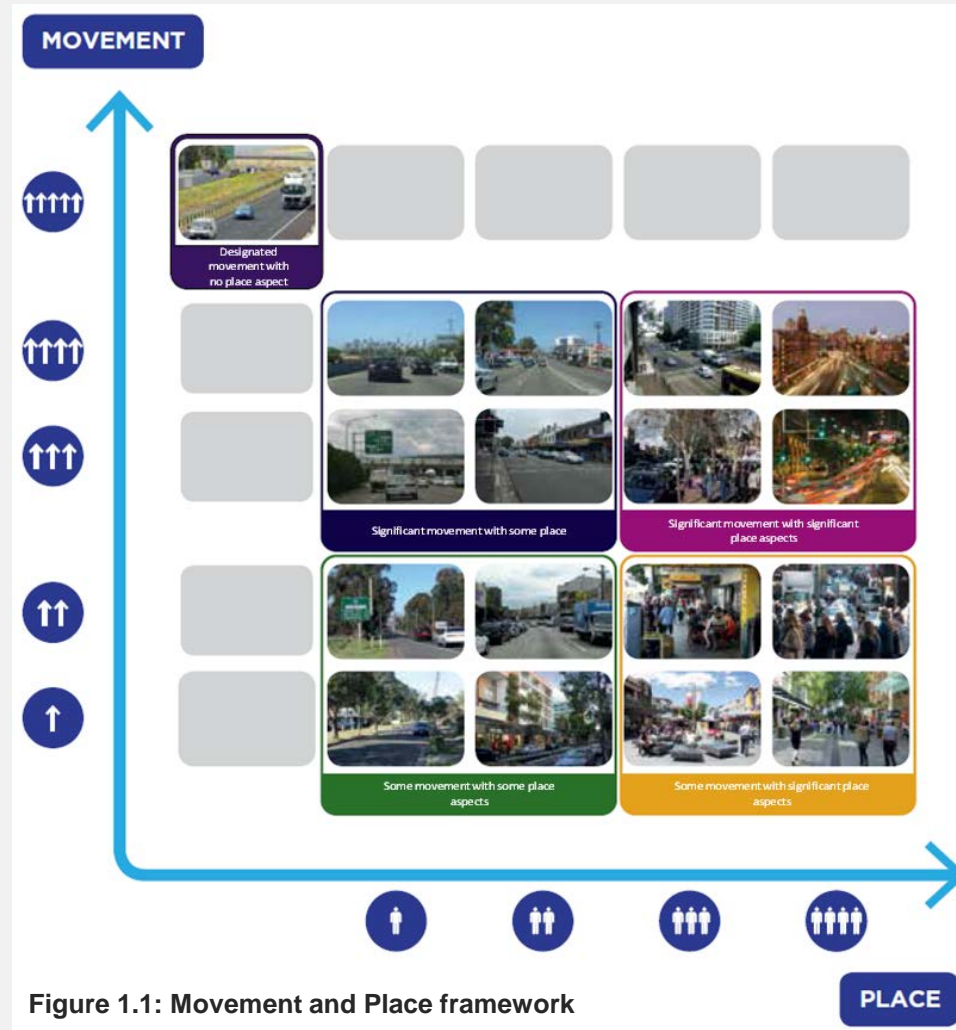 MOVEMENT
Designated
movement with
no place aspect
Significant movement with some place
Significant movement with significant
place aspects
Some movement with some place
aspects
Some movement with significant place
aspects
Figure 1.1: Movement and Place framework
PLACE